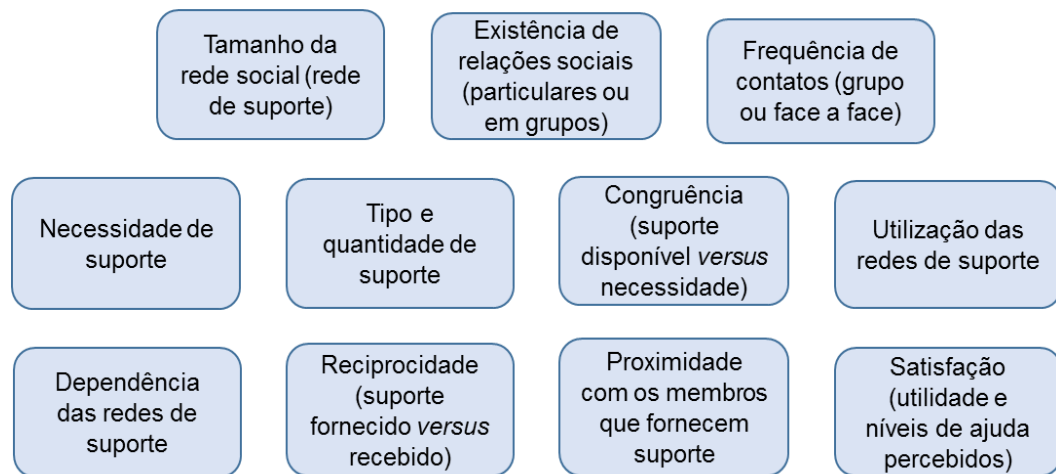 Tamanho da
rede social (rede
de suporte)
Existência de
relações sociais
(particulares ou
em grupos)
Frequência de
contatos (grupo
ou face a face)
Necessidade de
suporte
Tipo e
quantidade de
suporte
Congruência
(suporte
disponível versus
necessidade)
Utilização das
redes de suporte
Dependência
das redes de
suporte
Reciprocidade
(suporte
fornecido versus
recebido)
Proximidade
com os membros
que fornecem
suporte
Satisfação
(utilidade e
níveis de ajuda
percebidos)